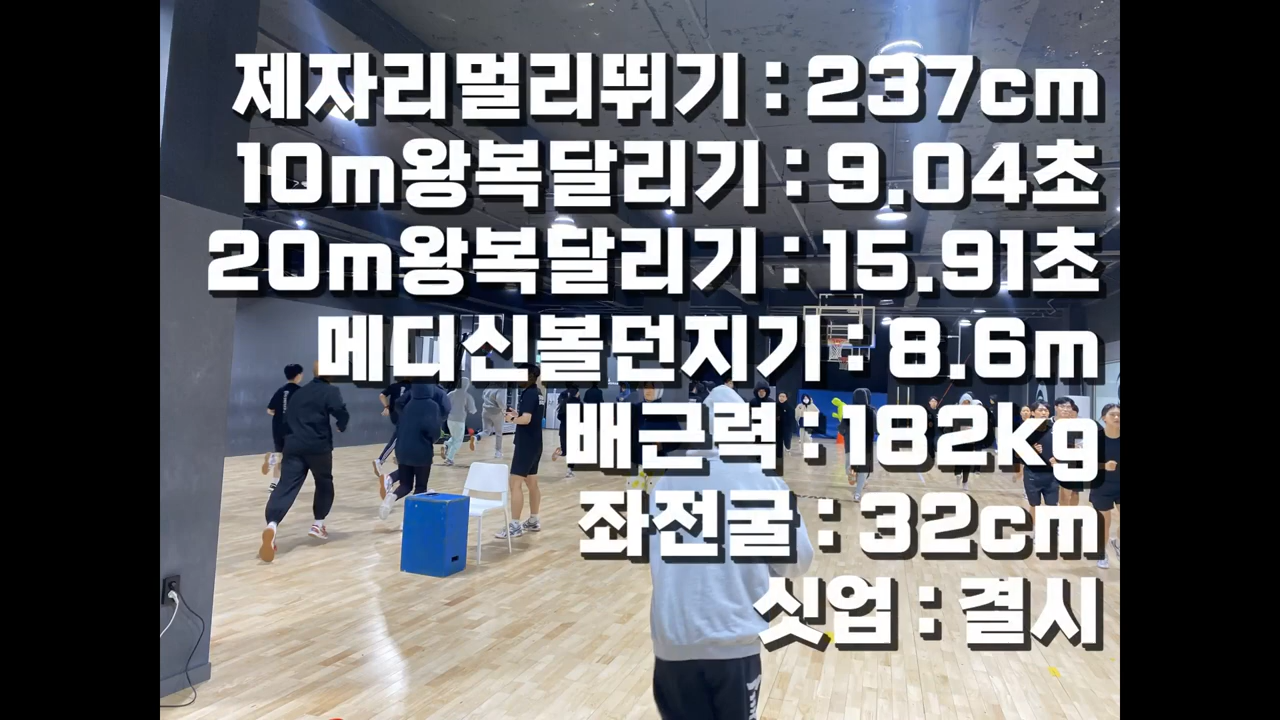 제자리멀리뛰기 : 237cm
10m왕복달리기 : 9.04초
20m왕복달리기 : 15.91초
메디신볼던지기 : 8.6m
배근력 : 182kg
좌전굴 : 32cm
싯업 : 결시